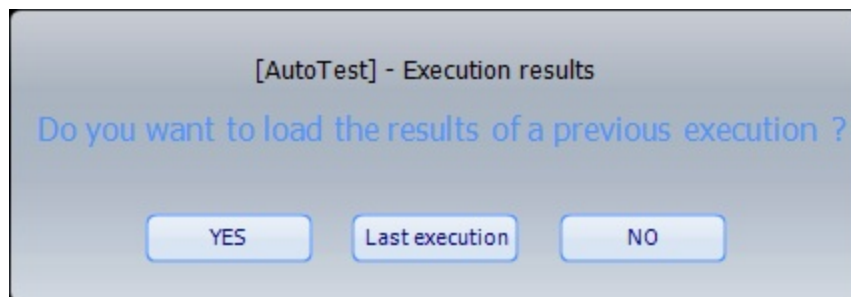 [AutoTest] - Execution results
Do you want to load the results of a previous execution ?
YES
Last execution
NO